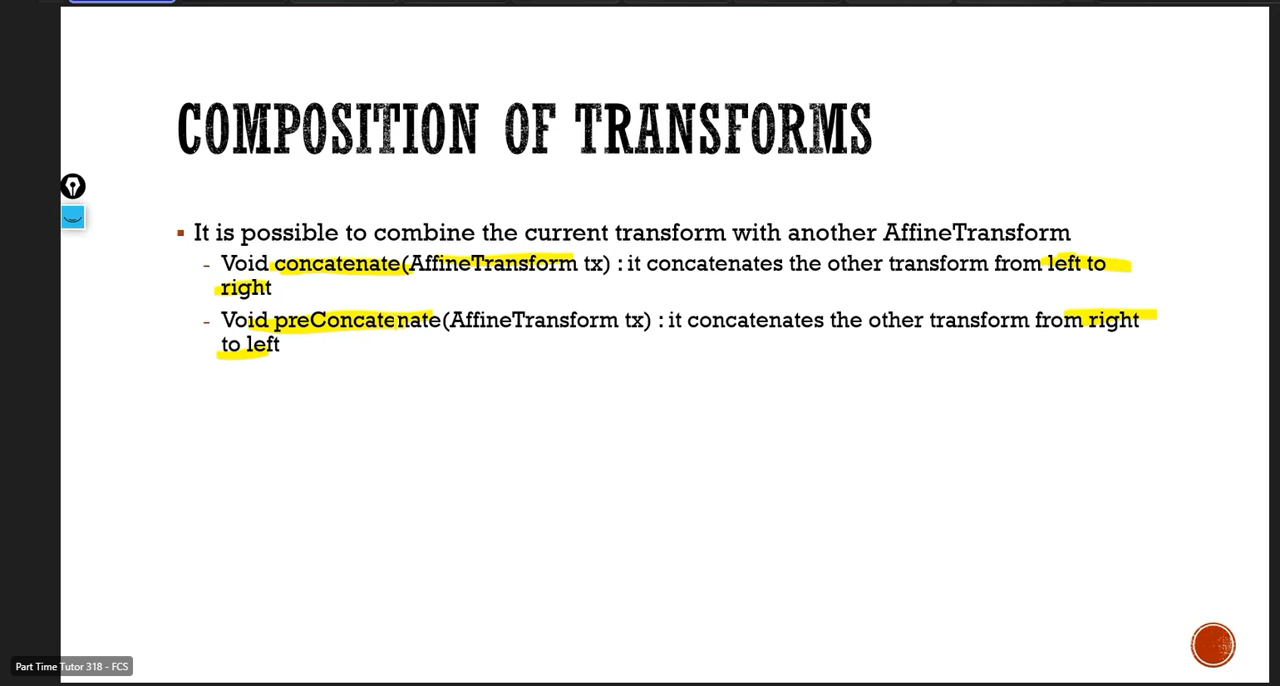 COMPOSITION OF TRANSFORMS
▪ It is possible to combine the current transform with another AffineTransform
- Void concatenate(AffineTransform tx) : it concatenates the other transform from left to
right
- Void preConcatenate(AffineTransform tx) : it concatenates the other transform from right
to left
Part Time Tutor 318 - FCS